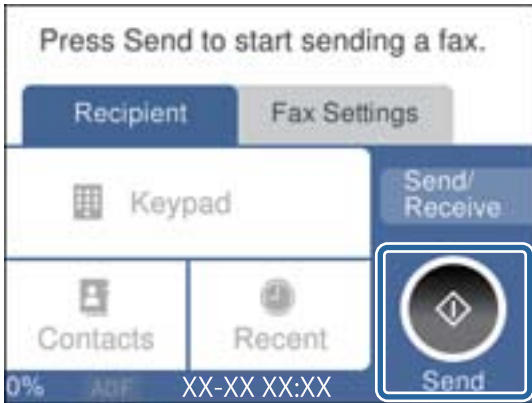 Press Send to start sending a fax.
Recipient
Fax Settings
Keypad
Send/
Receive
Contacts
Recent
Send
0%
ADF
XX-XX XX:XX